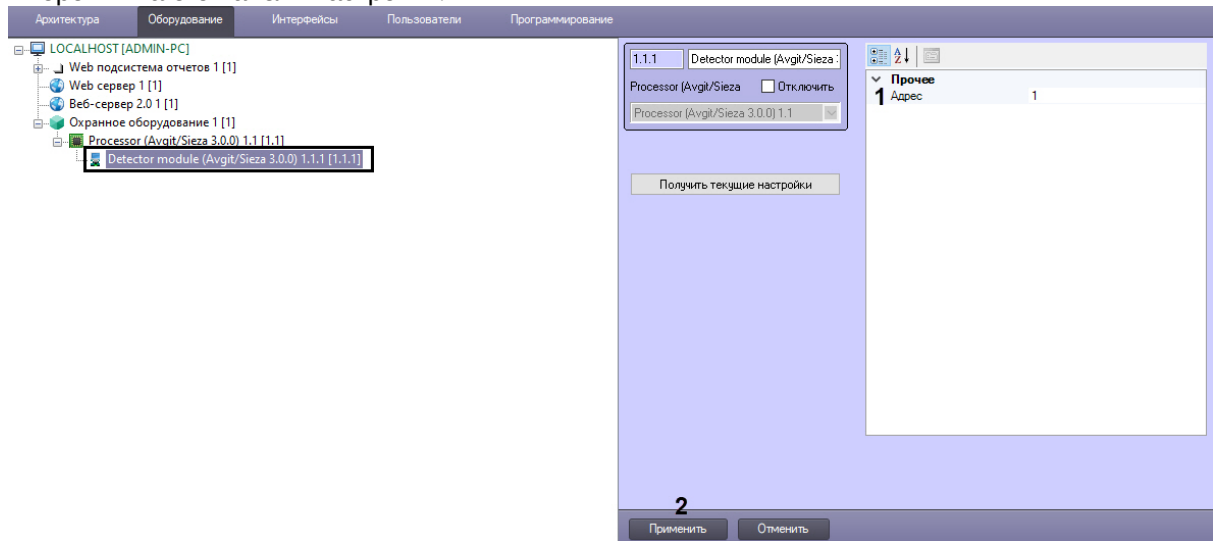 Архитектура Оборудование Интерфейсы Пользователи Программирование
LOCALHOST [ADMIN-PC]
Web подсистема отчетов 1 [1]
Web сервер 1 [1]
Веб-сервер 2.0 1 [1]
Охранное оборудование 1 [1]
Processor (Avgit/Sieza 3.0.0) 1.1 [1.1]
Detector module (Avgit/Sieza 3.0.0) 1.1.1 [1.1.1]
1.1.1 Detector module (Avgit/Sieza
Processor (Avgit/Sieza Отключить
Processor (Avgit/Sieza 3.0.0) 1.1
Получить текущие настройки
Прочее
1 Адрес 1
2
Применить Отменить